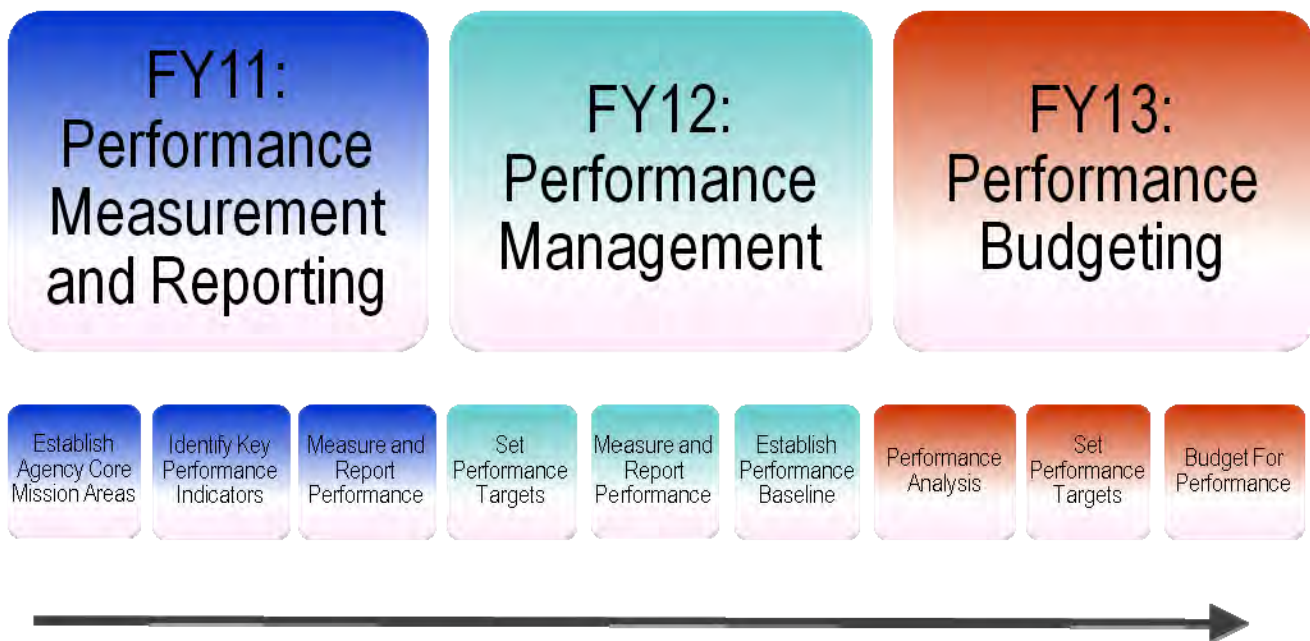 FY11:
Performance
Measurement
and Reporting
FY12:
Performance
Management
FY13:
Performance
Budgeting
Establish
Agency Core
Mission Areas
Identify Key
Performance
Indicators
Measure and
Report
Performance
Set
Performance
Targets
Measure and
Report
Performance
Establish
Performance
Baseline
Performance
Analysis
Set
Performance
Targets
Budget For
Performance